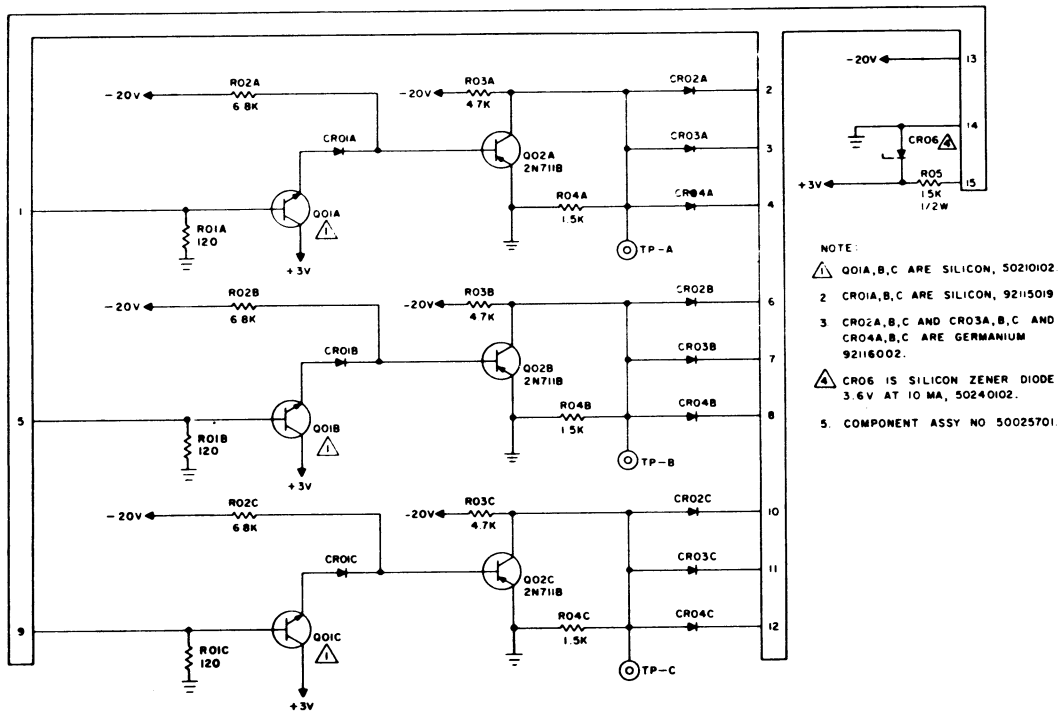 -20V
13
R02A
R03A
CR02A
-20V
6.8K
-20V
4.7K
2
14
CR01A
CR03A
CR06 4
Q02A
2N711B
3
R05
+3V
15
1.5K
1/2W
R04A
CR04A
1
Q01A
1.5K
4
R01A
120
1
TP-A
+3V
NOTE:
1 Q01A,B,C ARE SILICON, 50210102.
2 CR01A,B,C ARE SILICON, 92115019
3 CR02A,B,C AND CR03A,B,C AND
CR04A,B,C ARE GERMANIUM
92116002.
4 CR06 IS SILICON ZENER DIODE
3.6V AT 10 MA, 50240102.
5. COMPONENT ASSY NO 50025701.
R02B
R03B
CR02B
-20V
6.8K
-20V
4.7K
6
CR01B
CR03B
Q02B
2N711B
7
R04B
CR04B
5
Q01B
1.5K
8
R01B
120
1
TP-B
+3V
R02C
R03C
CR02C
-20V
6.8K
-20V
4.7K
10
CR01C
CR03C
Q02C
2N711B
11
R04C
CR04C
9
Q01C
1.5K
12
R01C
120
1
TP-C
+3V